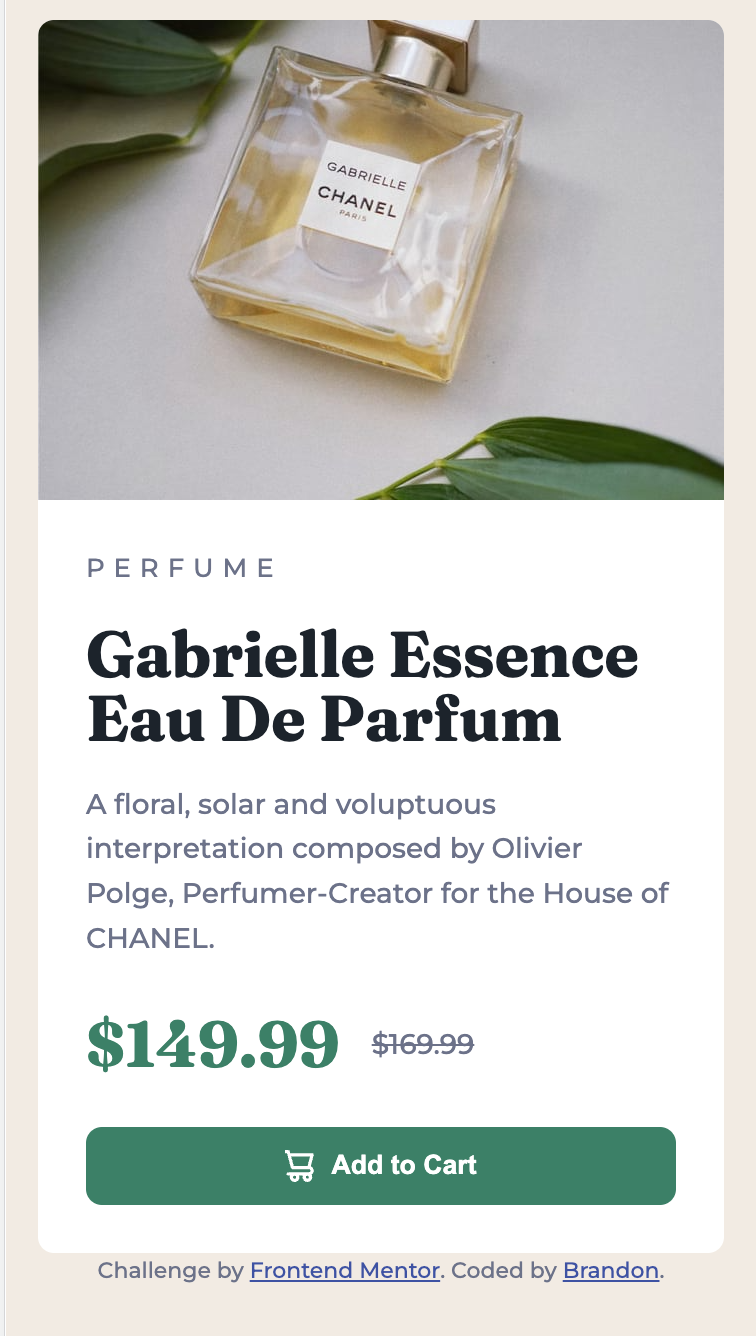 GABRIELLE
CHANEL
PARIS
PERFUME
Gabrielle Essence
Eau De Parfum
A floral, solar and voluptuous
interpretation composed by Olivier
Polge, Perfumer-Creator for the House of
CHANEL.
$149.99 $169.99
Add to Cart
Challenge by Frontend Mentor. Coded by Brandon.